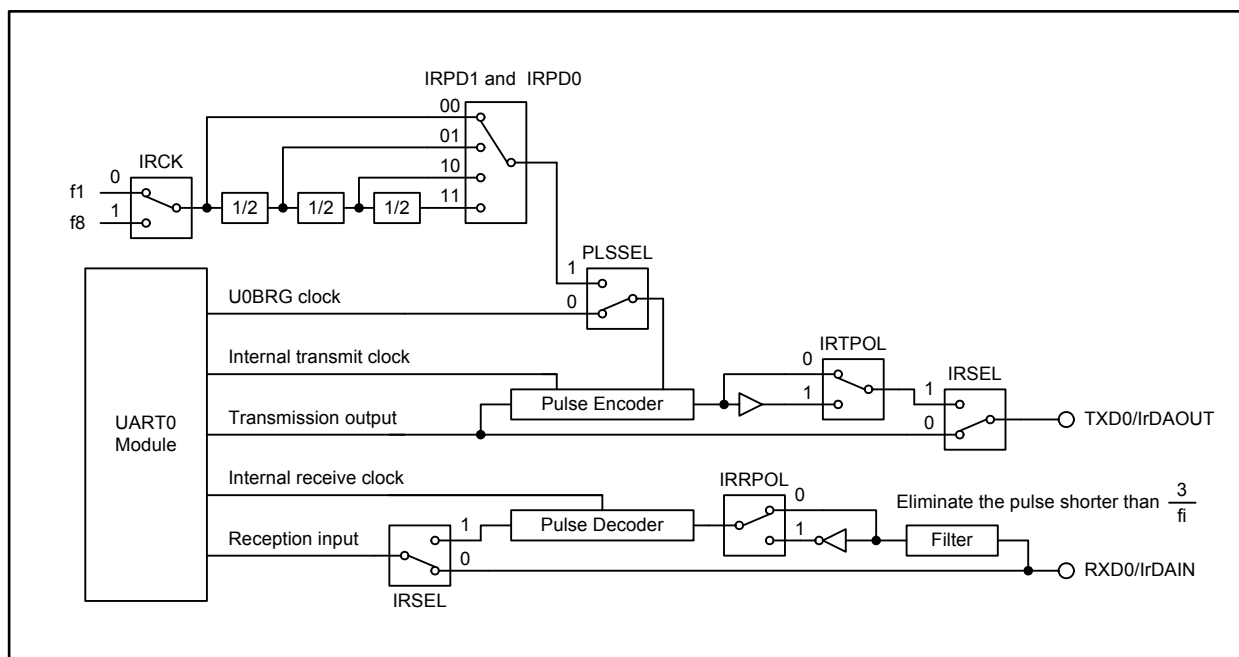 IRPD1 and IRPD0
00
01
10
11
IRCK
0
f1
1
f8
1/2
1/2
1/2
PLSSEL
1
0
UART0
Module
U0BRG clock
Internal transmit clock
Transmission output
Internal receive clock
Reception input
Pulse Encoder
IRTPOL
0
1
IRSEL
1
0
TXD0/IrDAOUT
IRRPOL
0
1
Eliminate the pulse shorter than 3
fi
Pulse Decoder
Filter
1
0
IRSEL
RXD0/IrDAIN